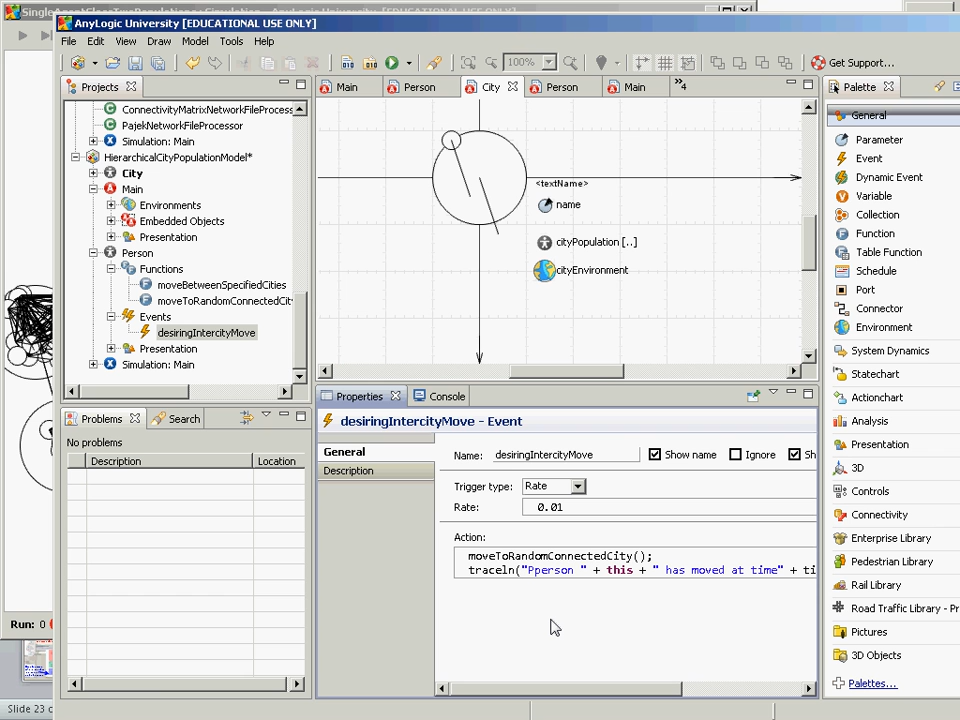 AnyLogic University [EDUCATIONAL USE ONLY]
File Edit View Draw Model Tools Help
100%
Get Support...
Projects
ConnectivityMatrixNetworkFileProcess
PajekNetworkFileProcessor
Simulation: Main
HierarchicalCityPopulationModel*
City
Main
Environments
Embedded Objects
Presentation
Person
Functions
moveBetweenSpecifiedCities
moveToRandomConnectedCit
Events
desiringIntercityMove
Presentation
Simulation: Main
Main
Person
City
Person
Main
4
<textName>
name
cityPopulation [..]
cityEnvironment
Palette
General
Parameter
Event
Dynamic Event
Variable
Collection
Function
Table Function
Schedule
Port
Connector
Environment
System Dynamics
Statechart
Actionchart
Analysis
Presentation
3D
Controls
Connectivity
Enterprise Library
Pedestrian Library
Rail Library
Road Traffic Library - Pr
Pictures
3D Objects
Palettes...
Problems
Search
No problems
Description Location
Properties
Console
desiringIntercityMove - Event
General
Description
Name: desiringIntercityMove Show name Ignore Sh
Trigger type: Rate
Rate: 0.01
Action:
moveToRandomConnectedCity();
traceln("Pperson " + this + " has moved at time" + ti
Run: 0
Slide 23 o